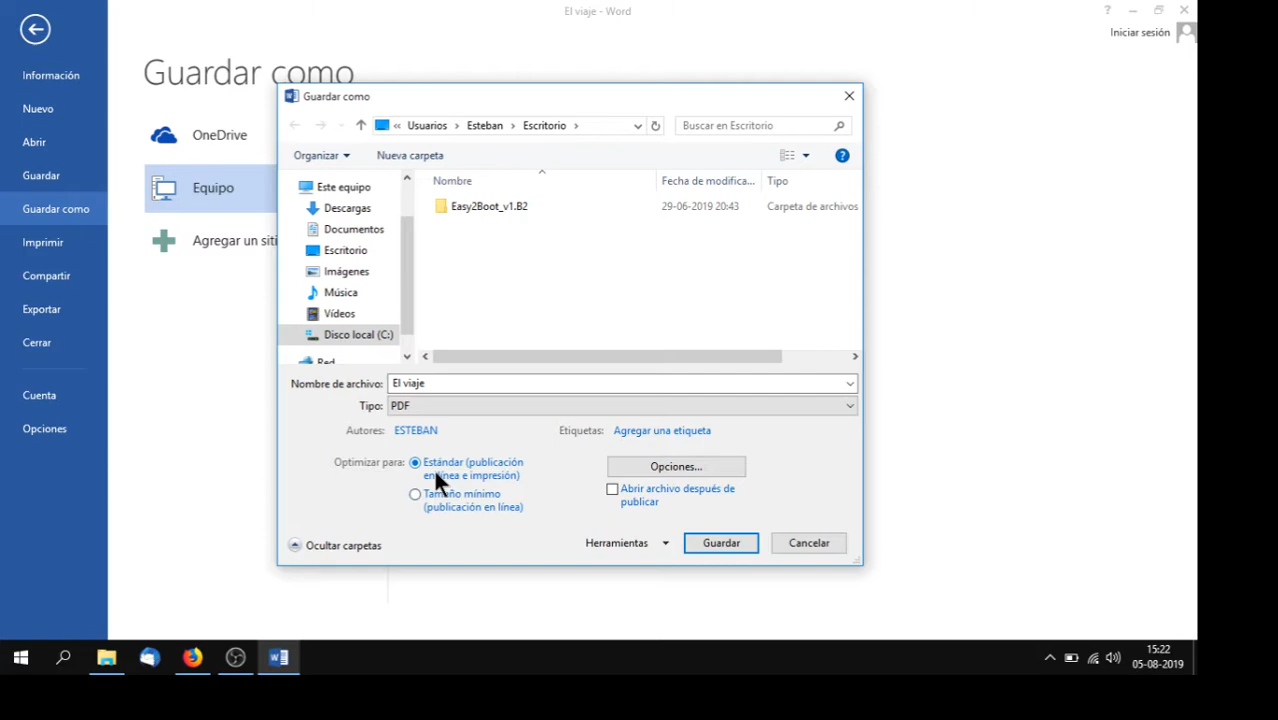 El viaje - Word
Iniciar sesión
Información
Nuevo
Abrir
Guardar
Guardar como
Imprimir
Compartir
Exportar
Cerrar
Cuenta
Opciones
Guardar como
OneDrive
Equipo
Agregar un siti
Guardar como
« Usuarios > Esteban > Escritorio >
Buscar en Escritorio
Organizar
Nueva carpeta
?
Este equipo
Descargas
Documentos
Escritorio
Imágenes
Música
Vídeos
Disco local (C:)
Red
Nombre Fecha de modifica... Tipo
Easy2Boot_v1.B2 29-06-2019 20:43 Carpeta de archivos
Nombre de archivo: El viaje
Tipo: PDF
Autores: ESTEBAN
Etiquetas: Agregar una etiqueta
Optimizar para:
Estándar (publicación
en línea e impresión)
Tamaño mínimo
(publicación en línea)
Opciones...
Abrir archivo después de
publicar
Ocultar carpetas
Herramientas
Guardar
Cancelar
15:22
05-08-2019